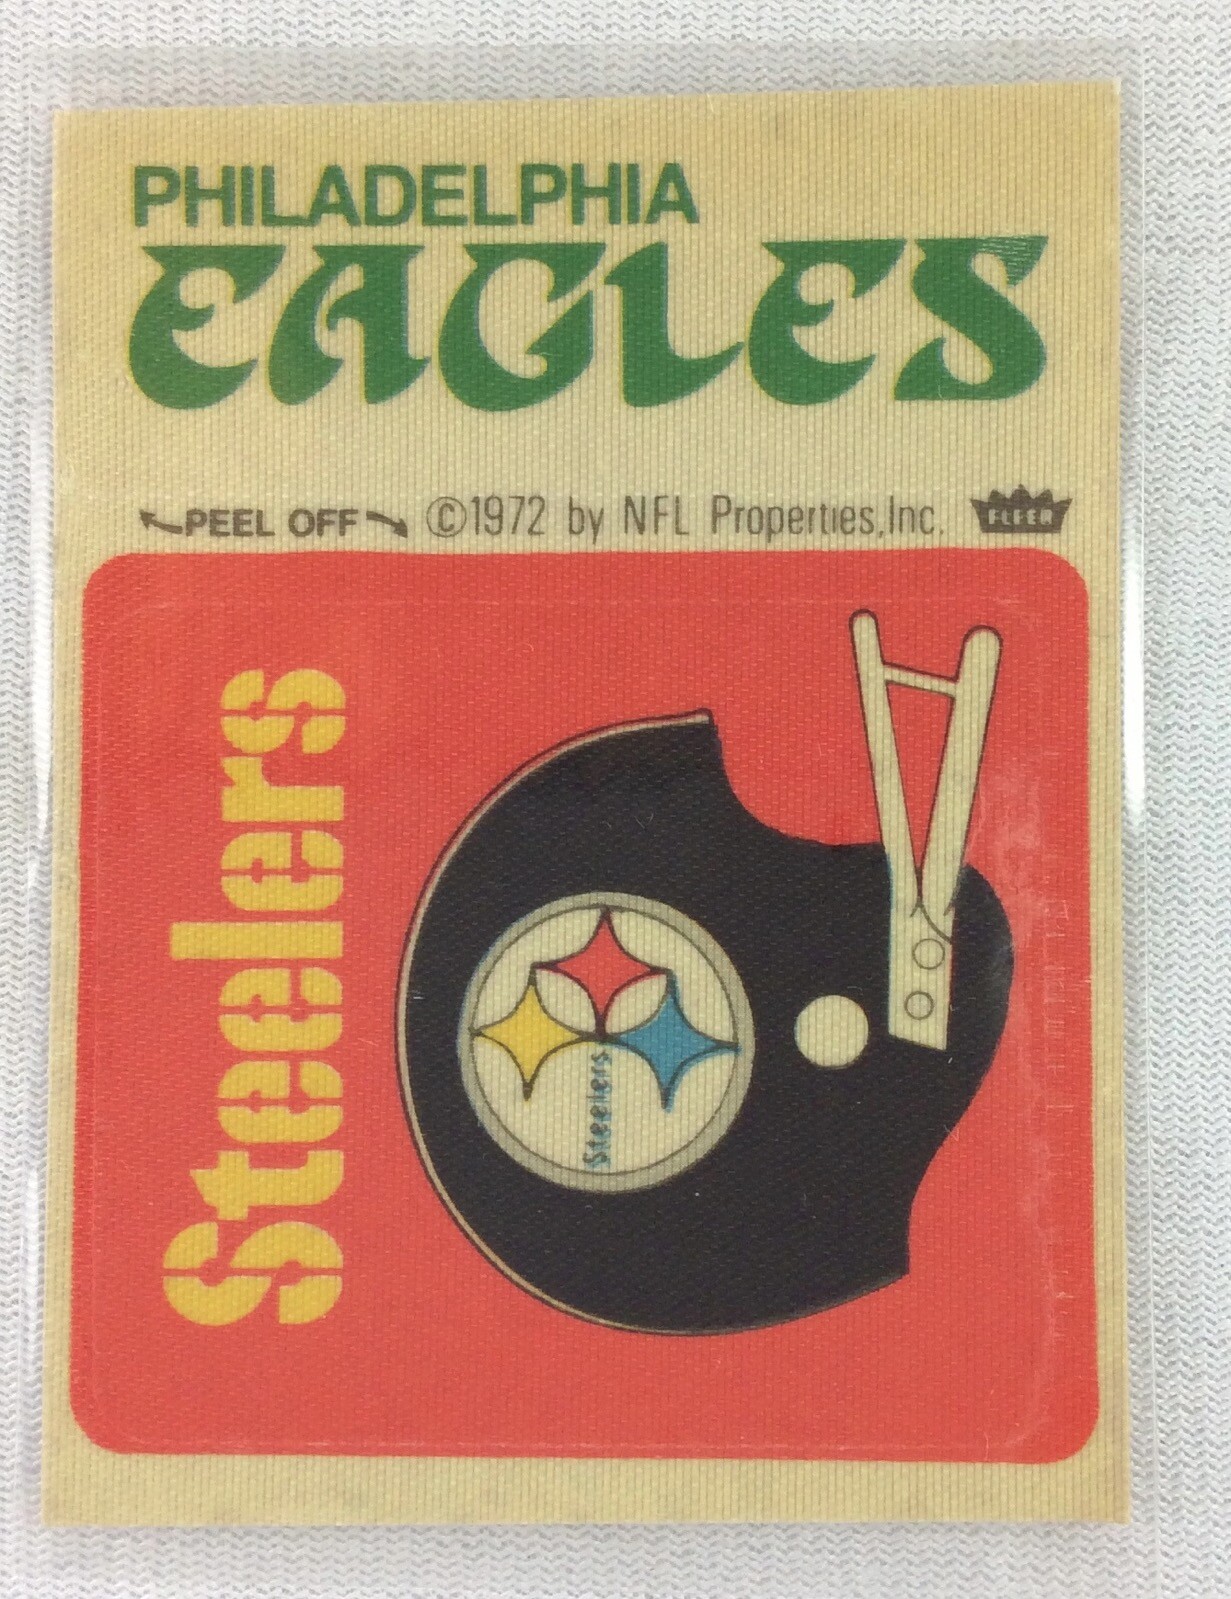 PHILADELPHIA
EAGLES
PEEL OFF ©1972 by NFL Properties,Inc. FLEER
Steelers
Steelers